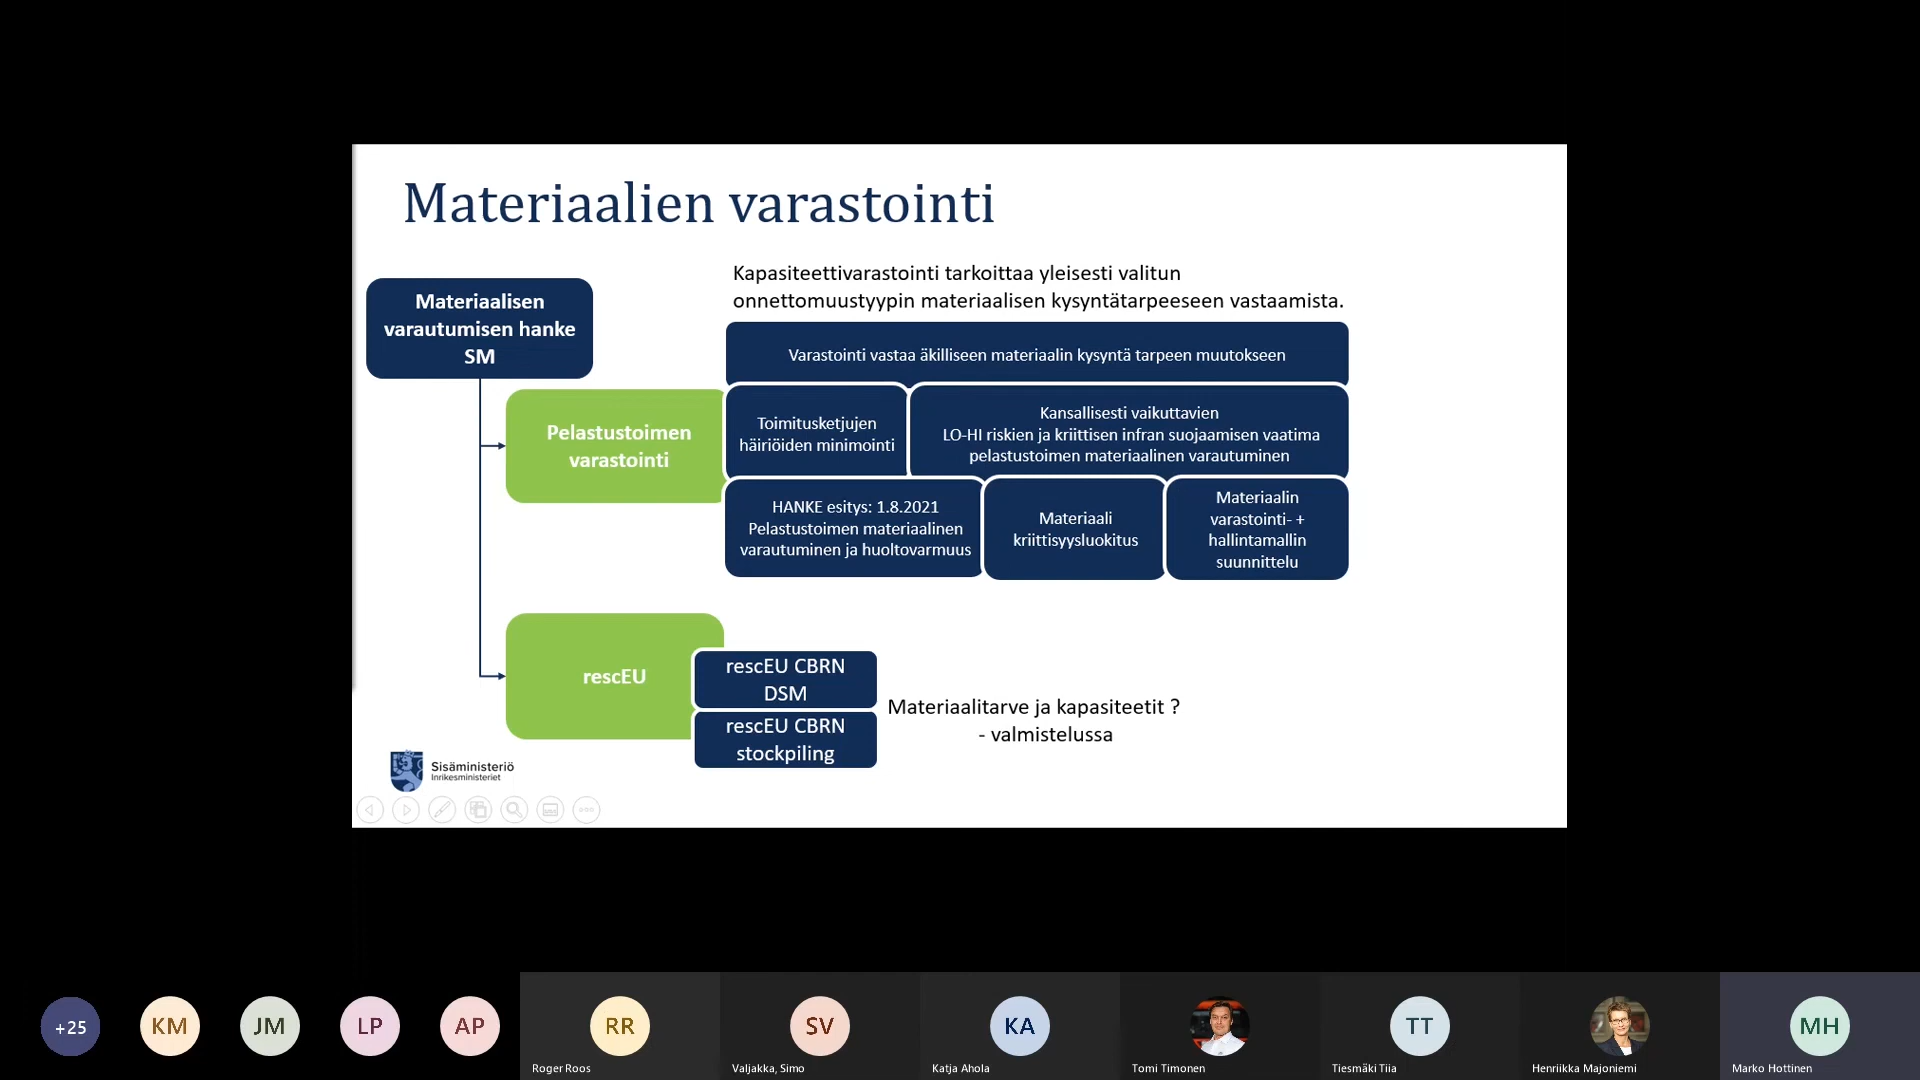 Materiaalien varastointi
Kapasiteettivarastointi tarkoittaa yleisesti valitun
onnettomuustyypin materiaalisen kysyntätarpeeseen vastaamista.
Materiaalisen
varautumisen hanke
SM
Varastointi vastaa äkilliseen materiaalin kysyntä tarpeen muutokseen
Pelastustoimen
varastointi
Toimitusketjujen
häiriöiden minimointi
Kansallisesti vaikuttavien
LO-HI riskien ja kriittisen infran suojaamisen vaatima
pelastustoimen materiaalinen varautuminen
HANKE esitys: 1.8.2021
Pelastustoimen materiaalinen
varautuminen ja huoltovarmuus
Materiaali
kriittisyysluokitus
Materiaalin
varastointi- +
hallintamallin
suunnittelu
rescEU
rescEU CBRN
DSM
rescEU CBRN
stockpiling
Materiaalitarve ja kapasiteetit ?
- valmistelussa
Sisäministeriö
Inrikesministeriet
+25
KM
JM
LP
AP
RR
Roger Roos
SV
Valjakka, Simo
KA
Katja Ahola
Tomi Timonen
TT
Tiesmäki Tiia
Henriikka Majoniemi
MH
Marko Hottinen